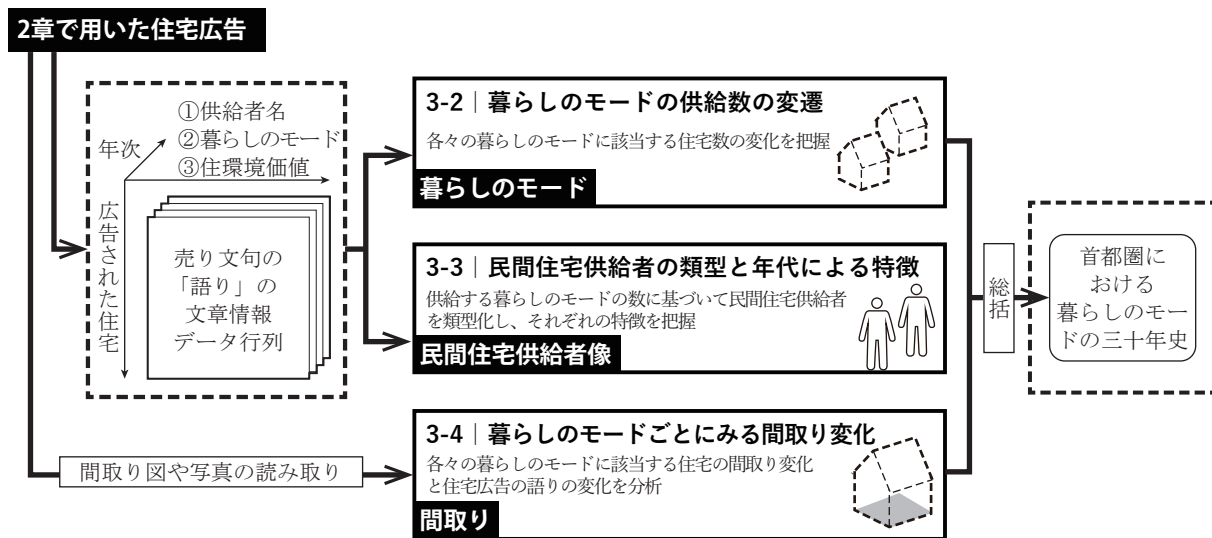 2章で用いた住宅広告
①供給者名
②暮らしのモード
③住環境価値
年次
広告された住宅
売り文句の
「語り」の
文章情報
データ行列
3-2｜暮らしのモードの供給数の変遷
各々の暮らしのモードに該当する住宅数の変化を把握
暮らしのモード
3-3｜民間住宅供給者の類型と年代による特徴
供給する暮らしのモードの数に基づいて民間住宅供給者
を類型化し、それぞれの特徴を把握
民間住宅供給者像
間取り図や写真の読み取り
3-4｜暮らしのモードごとにみる間取り変化
各々の暮らしのモードに該当する住宅の間取り変化
と住宅広告の語りの変化を分析
間取り
総括
首都圏に
おける
暮らしのモー
ドの三十年史